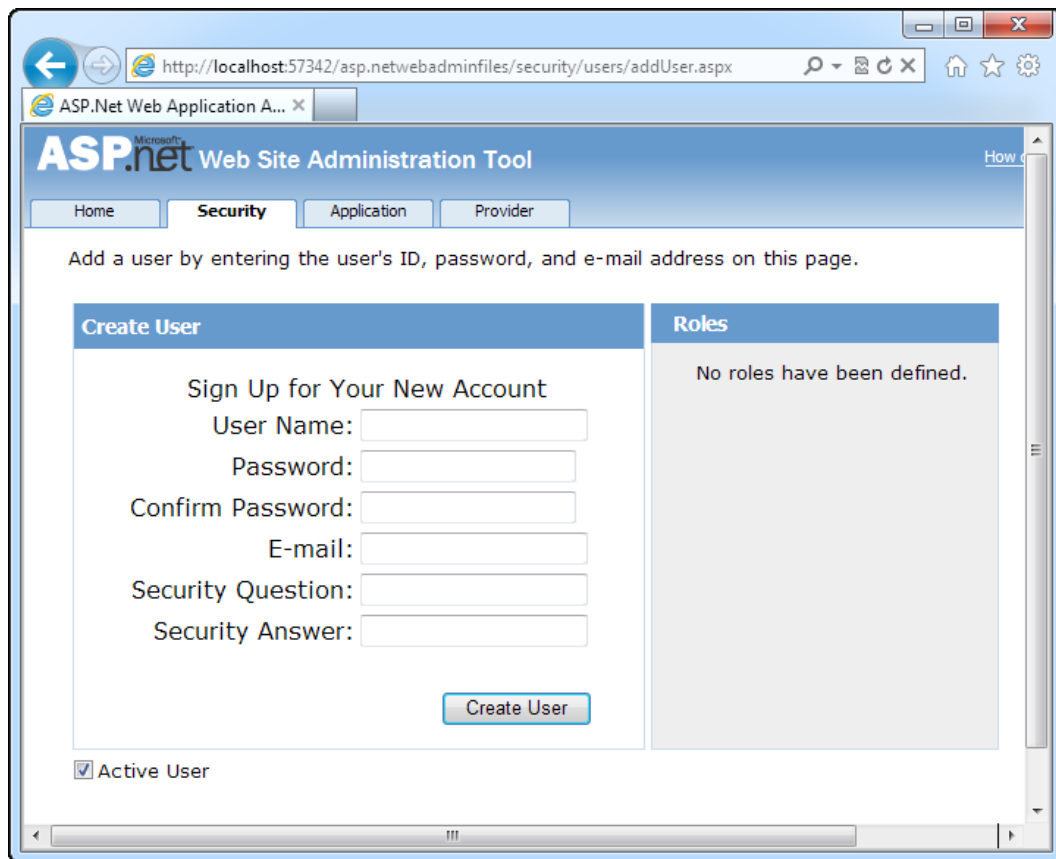 http://localhost:57342/asp.netwebadminfiles/security/users/addUser.aspx
ASP.Net Web Application A...
Microsoft
ASP.net Web Site Administration Tool
How
Home Security Application Provider
Add a user by entering the user's ID, password, and e-mail address on this page.
Create User
Sign Up for Your New Account
User Name:
Password:
Confirm Password:
E-mail:
Security Question:
Security Answer:
Create User
Active User
Roles
No roles have been defined.